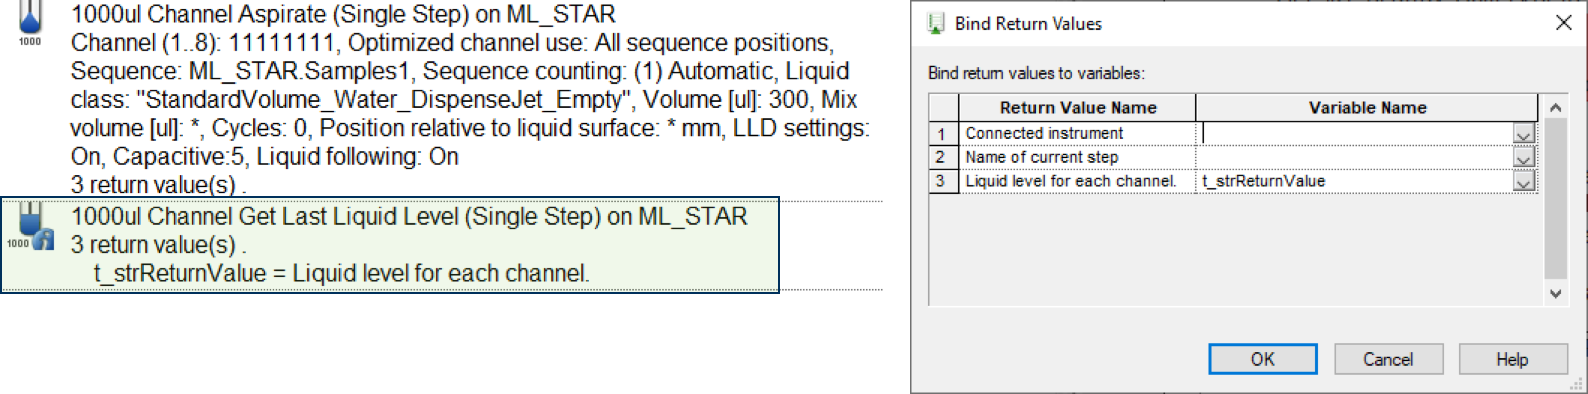 1000ul Channel Aspirate (Single Step) on ML_STAR
1000
Channel (1..8): 11111111, Optimized channel use: All sequence positions,
Sequence: ML_STAR.Samples1, Sequence counting: (1) Automatic, Liquid
class: "StandardVolume_Water_DispenseJet_Empty", Volume [ul]: 300, Mix
volume [ul]: *, Cycles: 0, Position relative to liquid surface: * mm, LLD settings:
On, Capacitive:5, Liquid following: On
3 return value(s) .
1000ul Channel Get Last Liquid Level (Single Step) on ML_STAR
1000
3 return value(s) .
t_strReturnValue = Liquid level for each channel.
Bind Return Values
Bind return values to variables:
Return Value Name Variable Name
1 Connected instrument
2 Name of current step
3 Liquid level for each channel. t_strReturnValue
OK Cancel Help